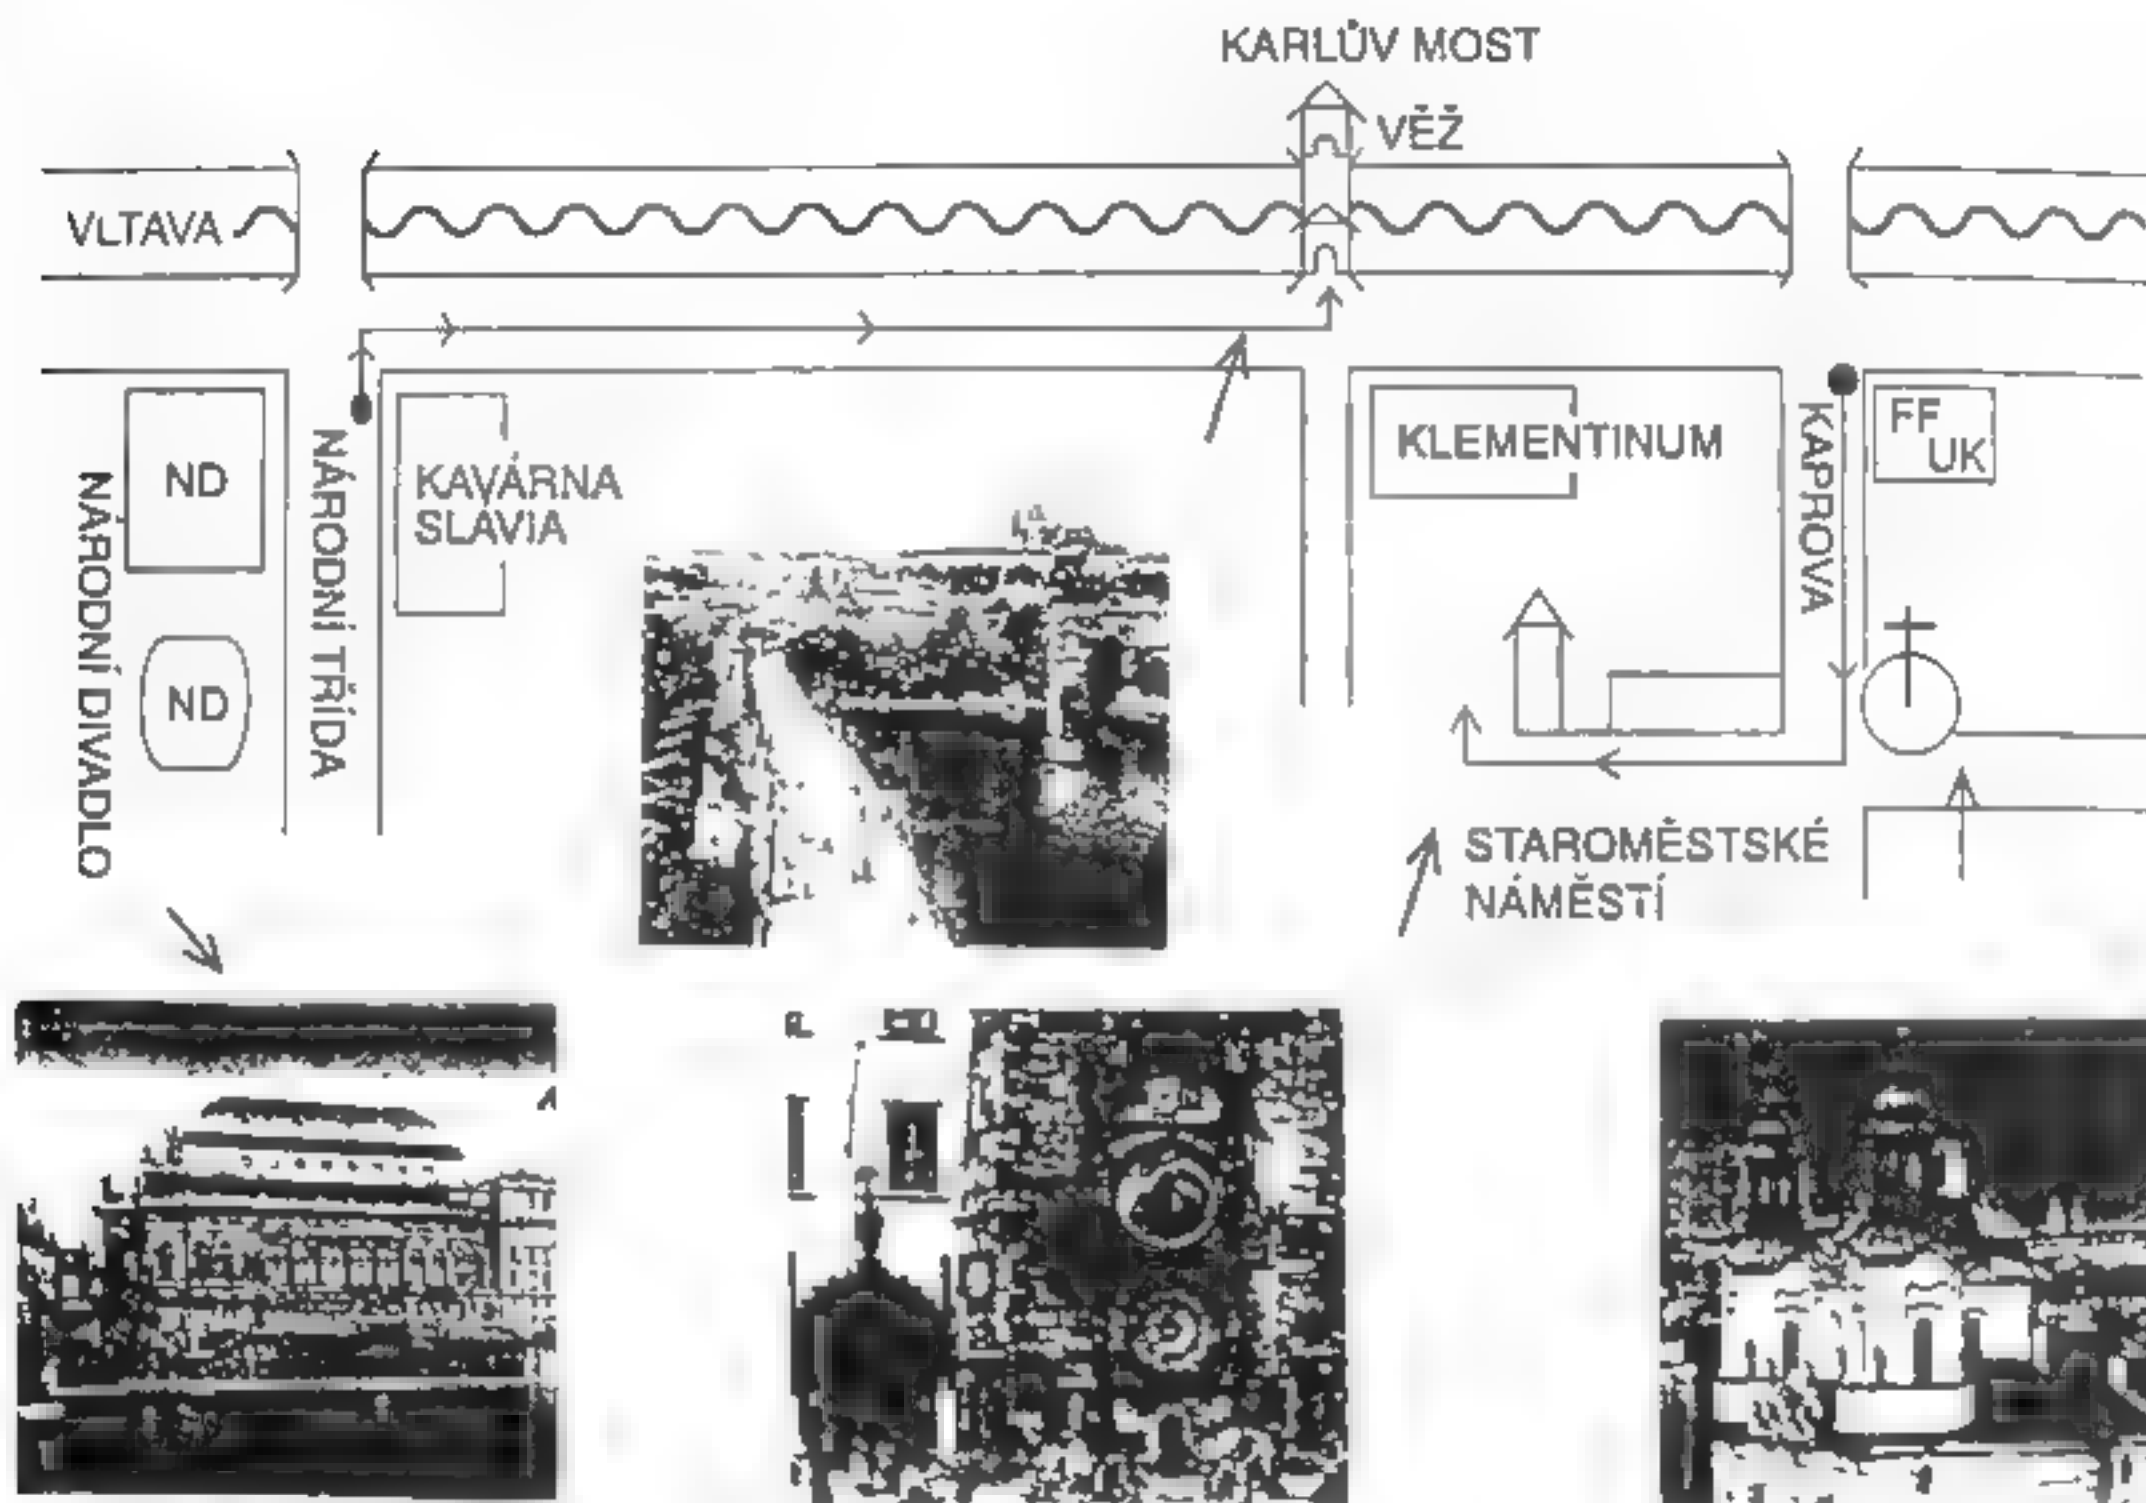 KARLŮV MOST
VĚŽ
VLTAVA
NÁRODNÍ DIVADLO
ND
ND
NÁRODNÍ TŘÍDA
KAVÁRNA
SLAVIA
KLEMENTINUM
KAPROVA
FF
UK
STAROMĚSTSKÉ
NÁMĚSTÍ